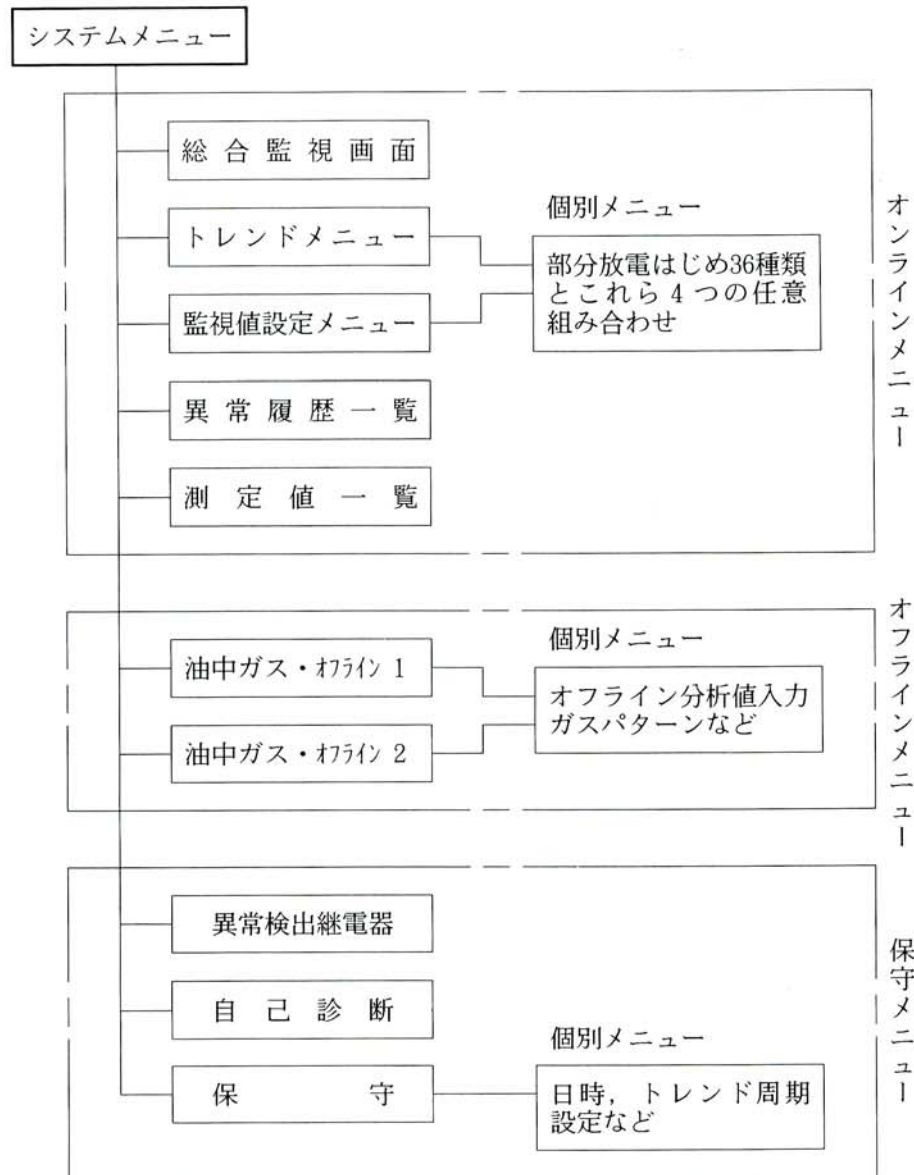 システムメニュー
総合監視画面
トレンドメニュー
監視値設定メニュー
異常履歴一覧
測定値一覧
個別メニュー
部分放電はじめ36種類
とこれら4つの任意
組み合わせ
オンラインメニュー
油中ガス・オフライン1
油中ガス・オフライン2
個別メニュー
オフライン分析値入力
ガスパターンなど
オフラインメニュー
異常検出継電器
自己診断
保守
個別メニュー
日時，トレンド周期
設定など
保守メニュー